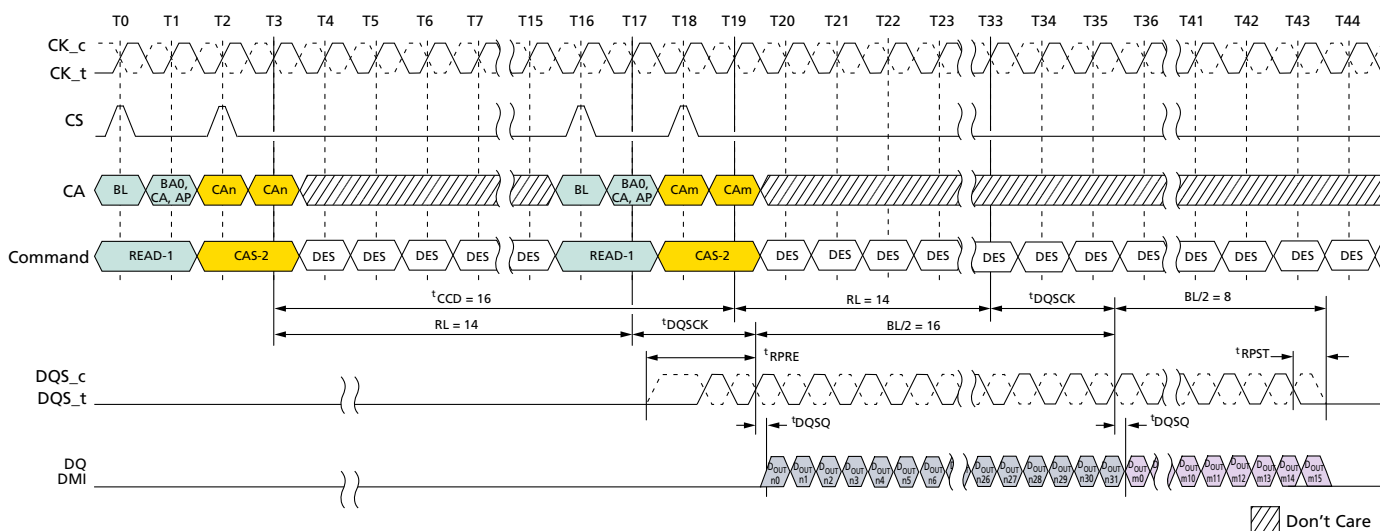 T0 T1 T2 T3 T4 T5 T6 T7 T15 T16 T17 T18 T19 T20 T21 T22 T23 T33 T34 T35 T36 T41 T42 T43 T44
CK_c
CK_t
CS
CA BL BA0, CA, AP CAn CAn BL BA0, CA, AP CAm CAm
Command READ-1 CAS-2 DES DES DES DES DES READ-1 CAS-2 DES DES DES DES DES DES DES DES DES DES DES DES
tCCD = 16 RL = 14 tDQSCK BL/2 = 8
RL = 14 tDQSCK BL/2 = 16
tRPRE tRPST
DQS_c
DQS_t
tDQSQ tDQSQ
DQ
DMI
DOUT n0 DOUT n1 DOUT n2 DOUT n3 DOUT n4 DOUT n5 DOUT n6 DOUT n26 DOUT n27 DOUT n28 DOUT n29 DOUT n30 DOUT n31 DOUT m0 DOUT m10 DOUT m11 DOUT m12 DOUT m13 DOUT m14 DOUT m15
Don't Care